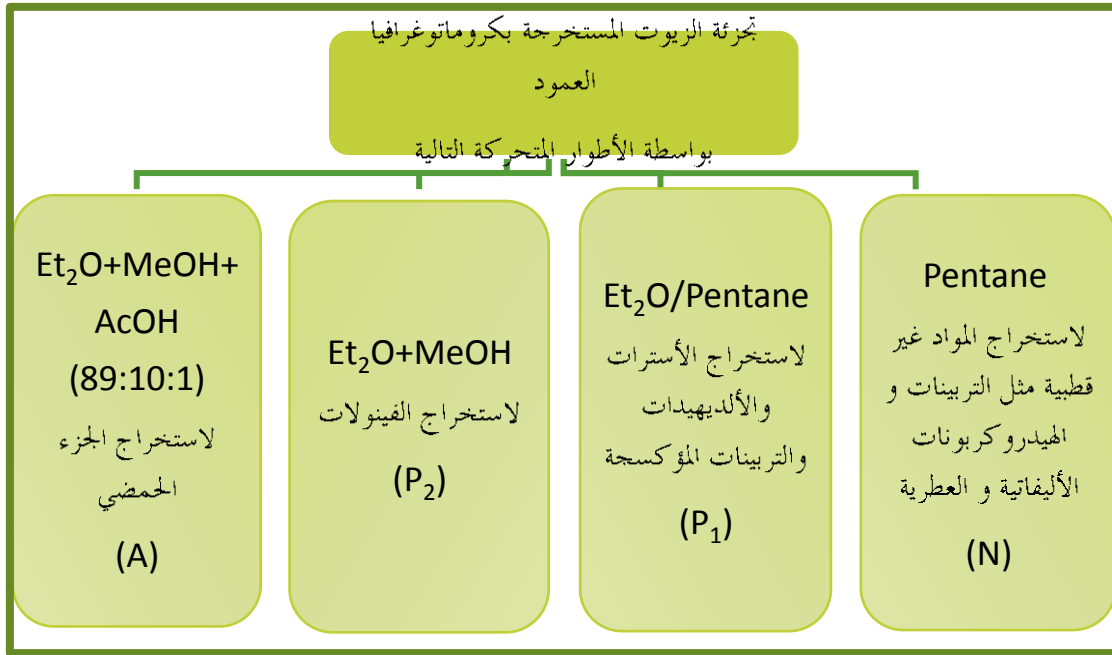 تجزئة الزيوت المستخرجة بكروماتوغرافيا
العمود
بواسطة الأطوار المتحركة التالية
Pentane
لاستخراج المواد غير
قطبية مثل التربينات و
الهيدروكربونات
الأليفاتية و العطرية
(N)
Et₂O/Pentane
لاستخراج الأسترات
والألديهيدات
والتربينات المؤكسجة
(P₁)
Et₂O+MeOH
لاستخراج الفينولات
(P₂)
Et₂O+MeOH+
AcOH
(89:10:1)
لاستخراج الجزء
الحمضي
(A)